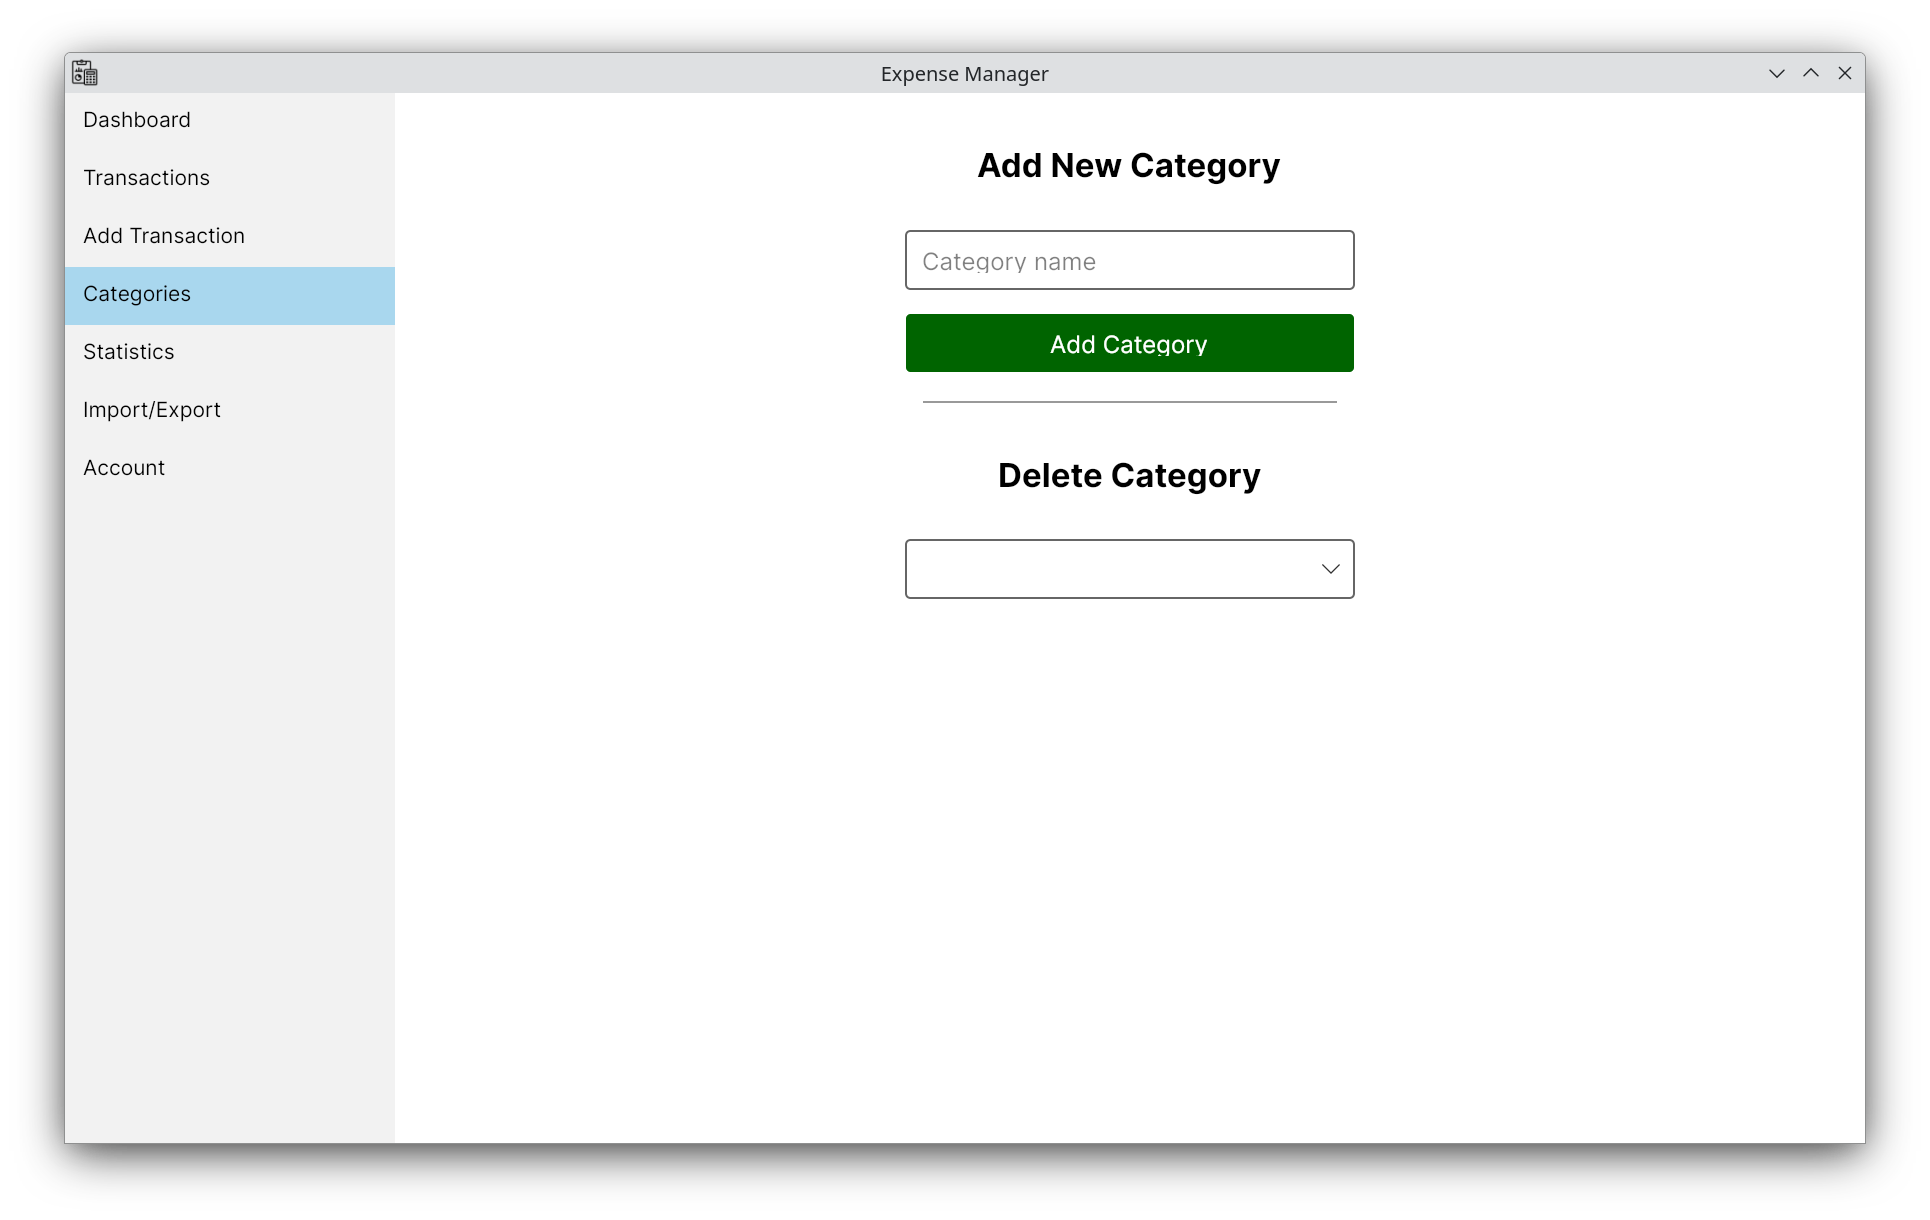 Expense Manager
Dashboard
Transactions
Add Transaction
Categories
Statistics
Import/Export
Account
Add New Category
Category name
Add Category
Delete Category